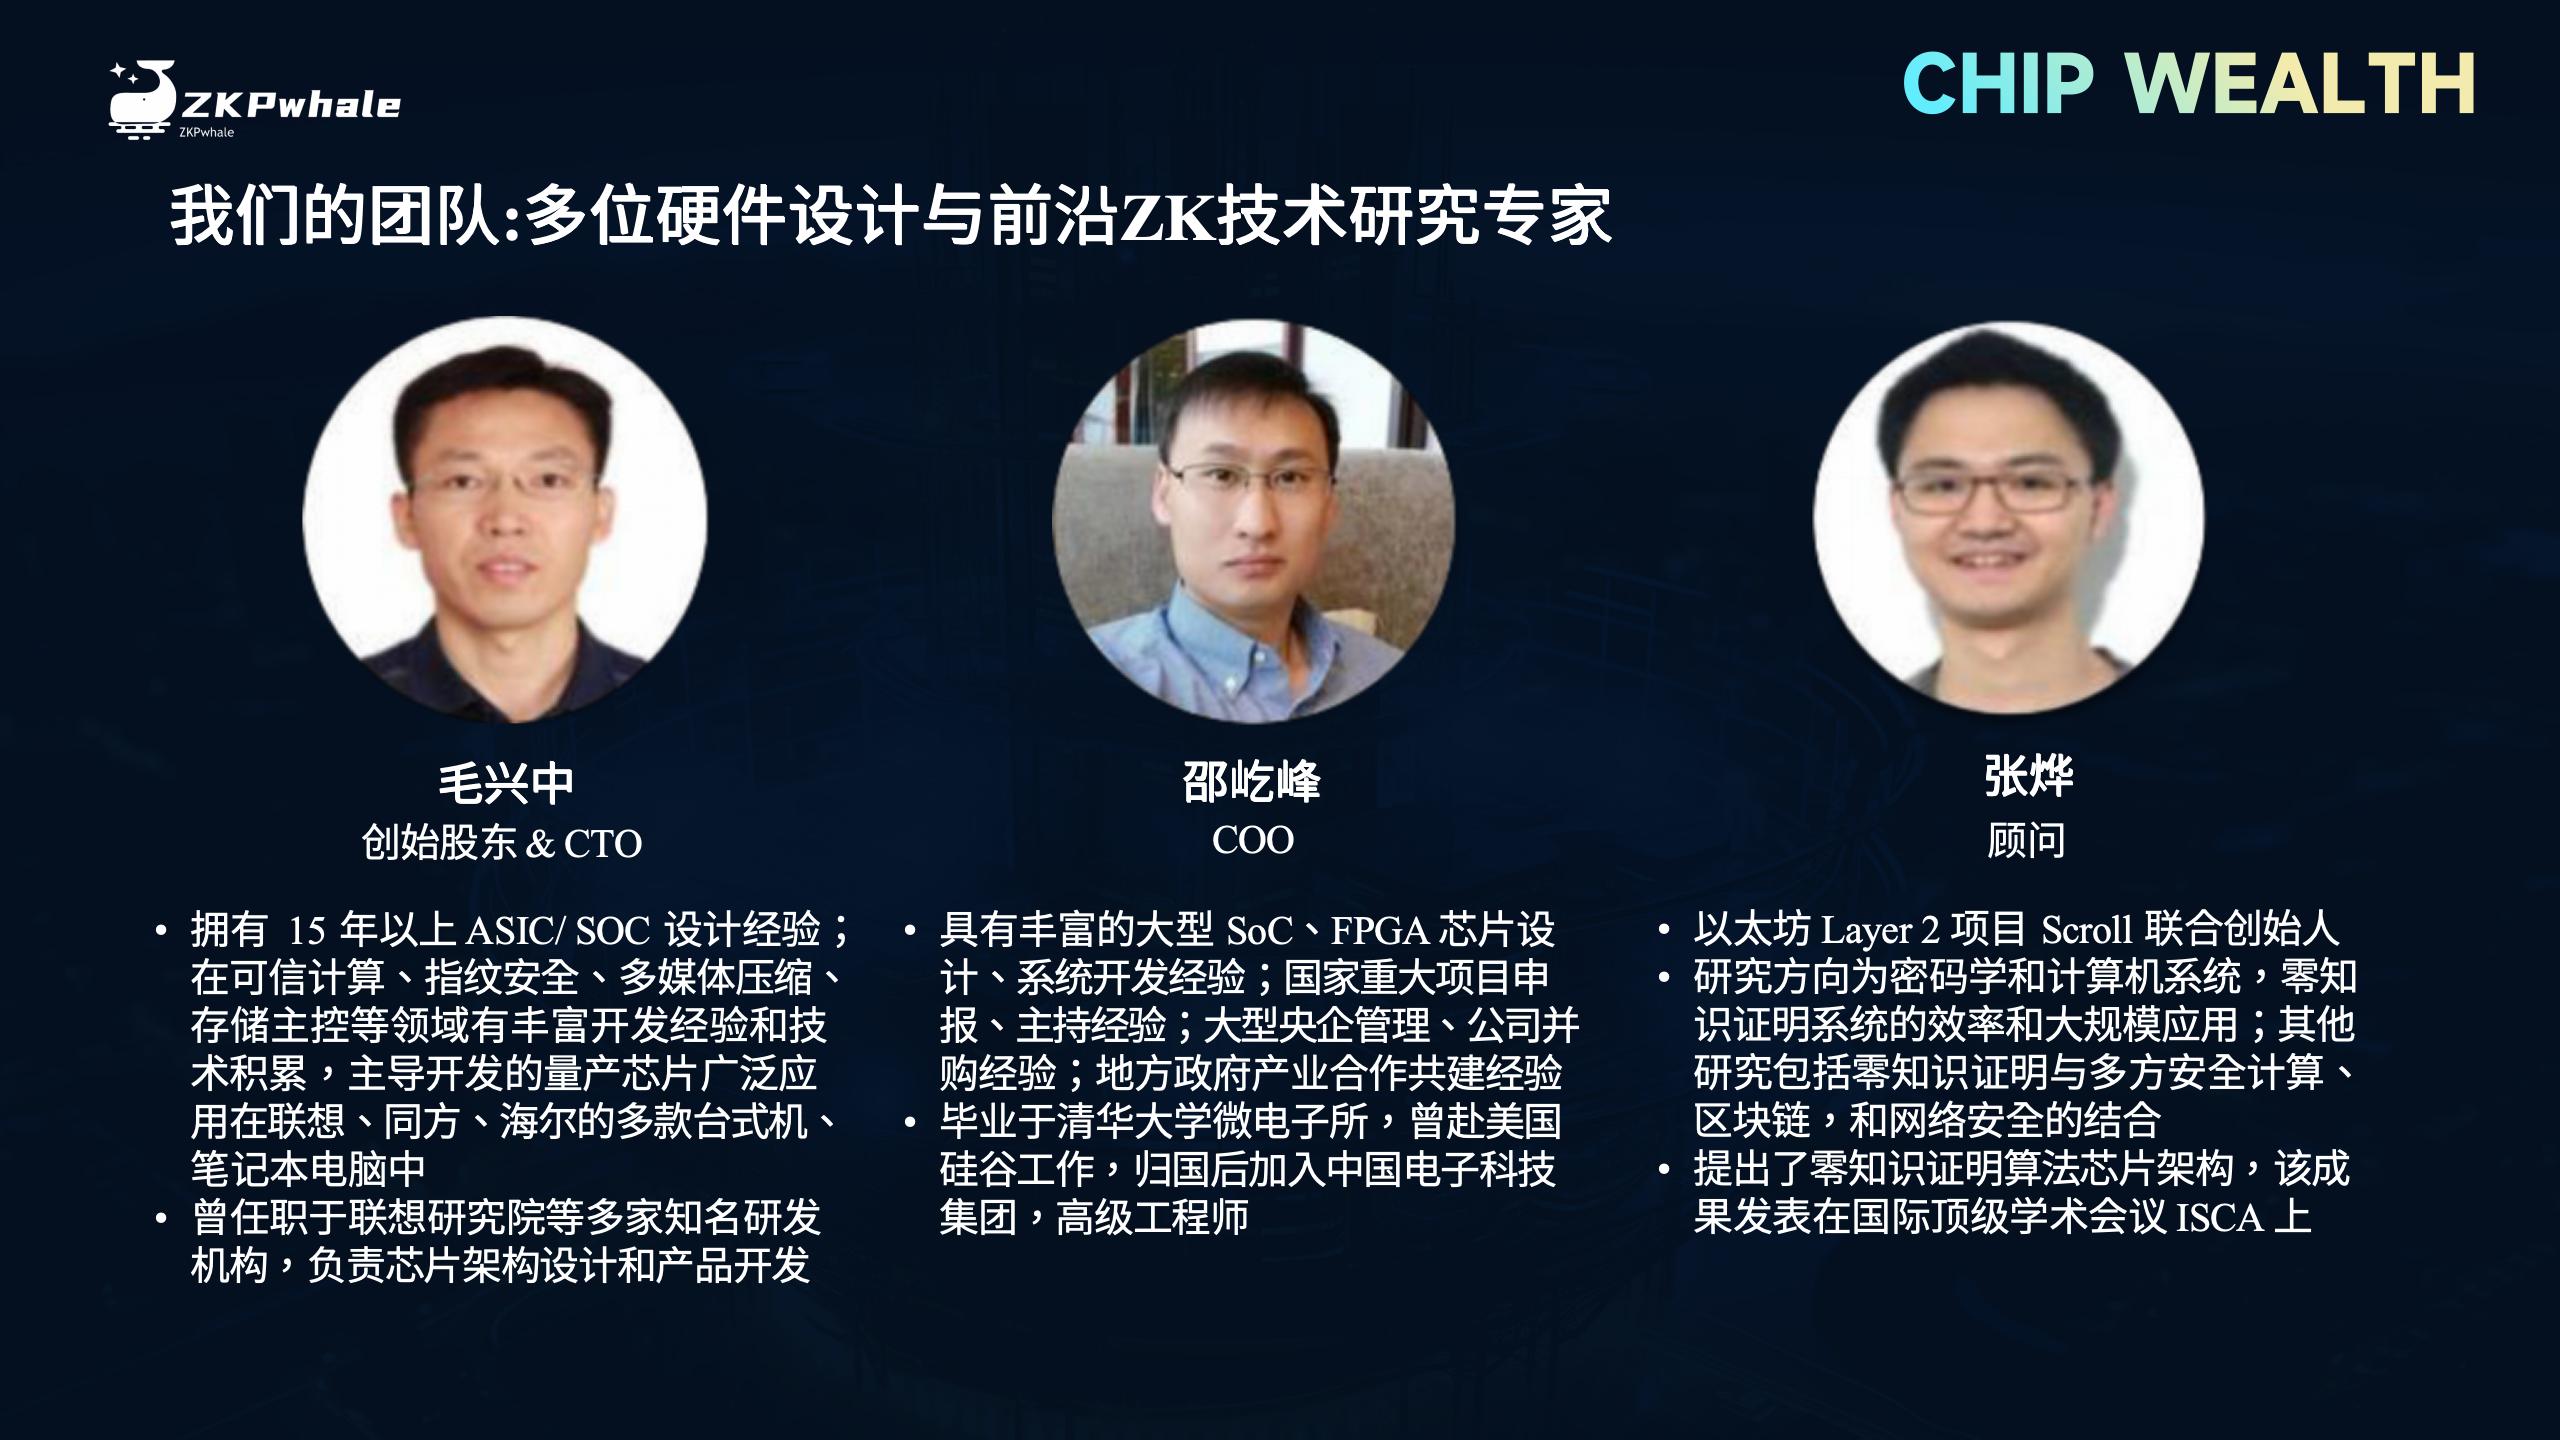 ZKPwhale
ZKPwhale
CHIP WEALTH
我们的团队:多位硬件设计与前沿ZK技术研究专家
毛兴中
创始股东 & CTO
• 拥有 15 年以上 ASIC/ SOC 设计经验；
在可信计算、指纹安全、多媒体压缩、
存储主控等领域有丰富开发经验和技
术积累，主导开发的量产芯片广泛应
用在联想、同方、海尔的多款台式机、
笔记本电脑中
• 曾任职于联想研究院等多家知名研发
机构，负责芯片架构设计和产品开发
邵屹峰
COO
• 具有丰富的大型 SoC、FPGA 芯片设
计、系统开发经验；国家重大项目申
报、主持经验；大型央企管理、公司并
购经验；地方政府产业合作共建经验
• 毕业于清华大学微电子所，曾赴美国
硅谷工作，归国后加入中国电子科技
集团，高级工程师
张烨
顾问
• 以太坊 Layer 2 项目 Scroll 联合创始人
• 研究方向为密码学和计算机系统，零知
识证明系统的效率和大规模应用；其他
研究包括零知识证明与多方安全计算、
区块链，和网络安全的结合
• 提出了零知识证明算法芯片架构，该成
果发表在国际顶级学术会议 ISCA 上